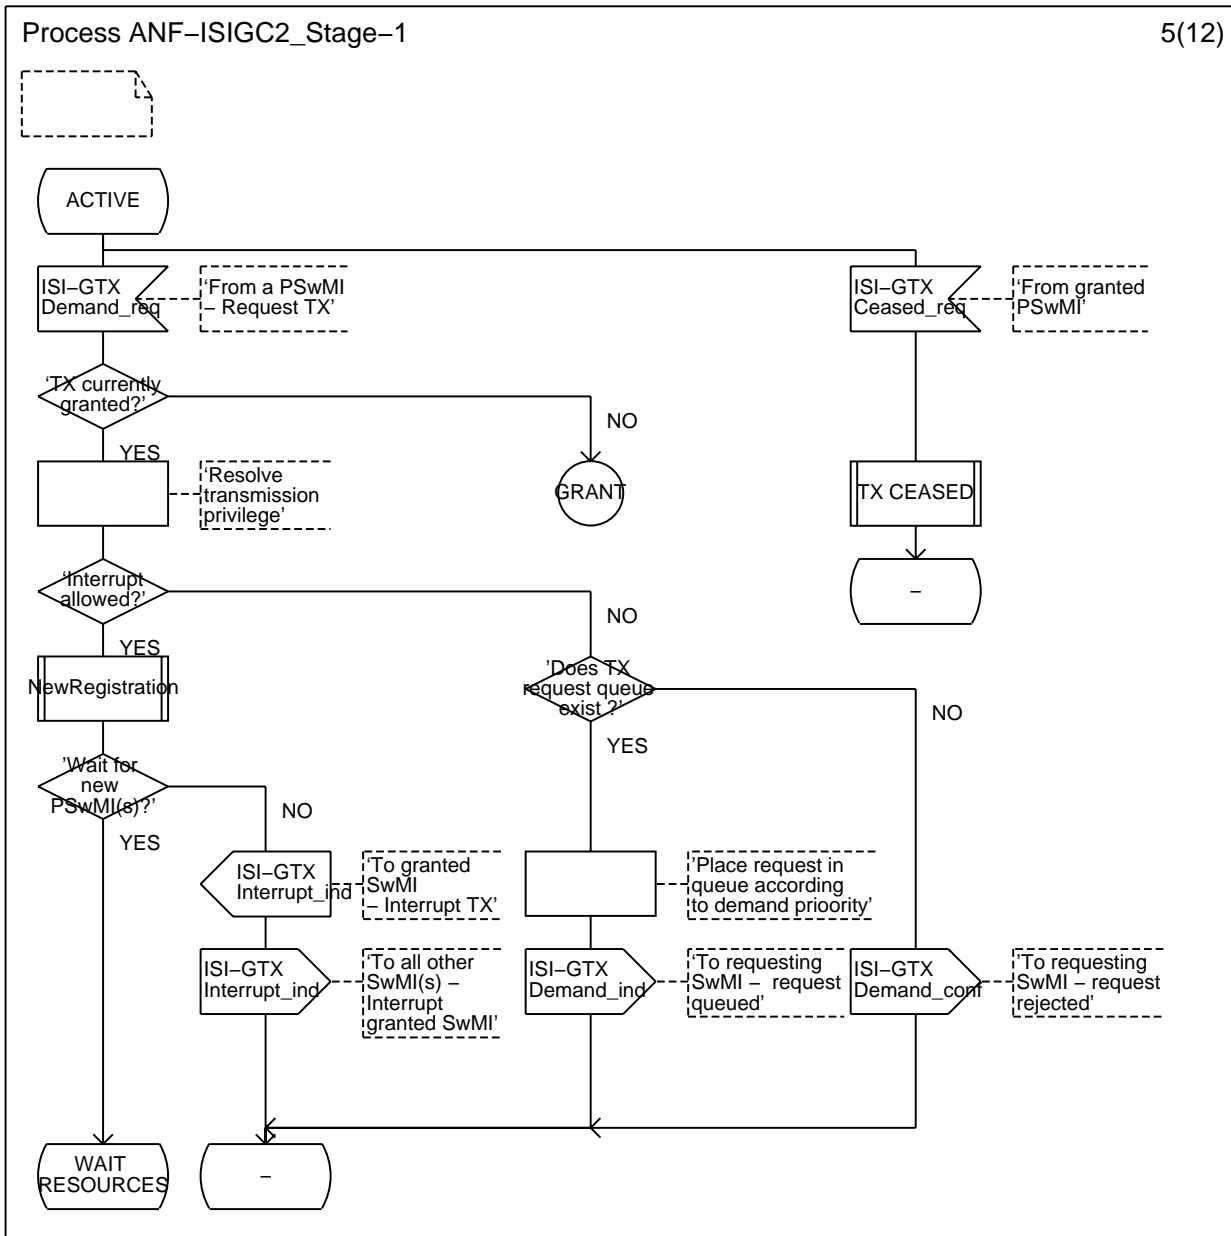 Process ANF–ISIGC2_Stage–1
5(12)
ACTIVE
ISI–GTX
Demand_req
‘From a PSwMI
– Request TX’
ISI–GTX
Ceased_req
‘From granted
PSwMI’
‘TX currently
granted?’
NO
YES
‘Resolve
transmission
privilege’
GRANT
TX CEASED
‘Interrupt
allowed?’
–
NO
YES
NewRegistration
’Does TX
request queue
exist ?’
NO
YES
’Wait for
new
PSwMI(s)?’
NO
YES
ISI–GTX
Interrupt_ind
‘To granted
SwMI
– Interrupt TX’
’Place request in
queue according
to demand prioority’
ISI–GTX
Interrupt_ind
‘To all other
SwMI(s) –
Interrupt
granted SwMI’
ISI–GTX
Demand_ind
‘To requesting
SwMI – request
queued’
ISI–GTX
Demand_conf
’To requesting
SwMI – request
rejected’
WAIT
RESOURCES
–